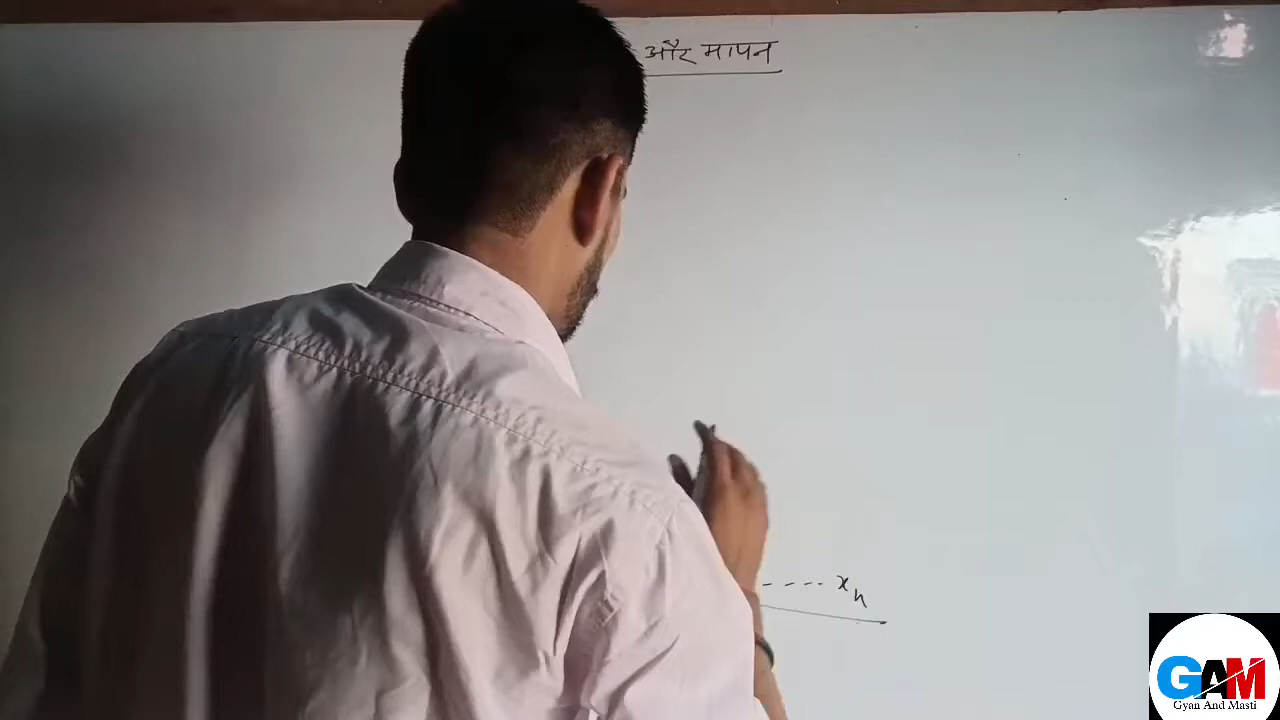 और मापन
---- xn
GAM
Gyan And Masti